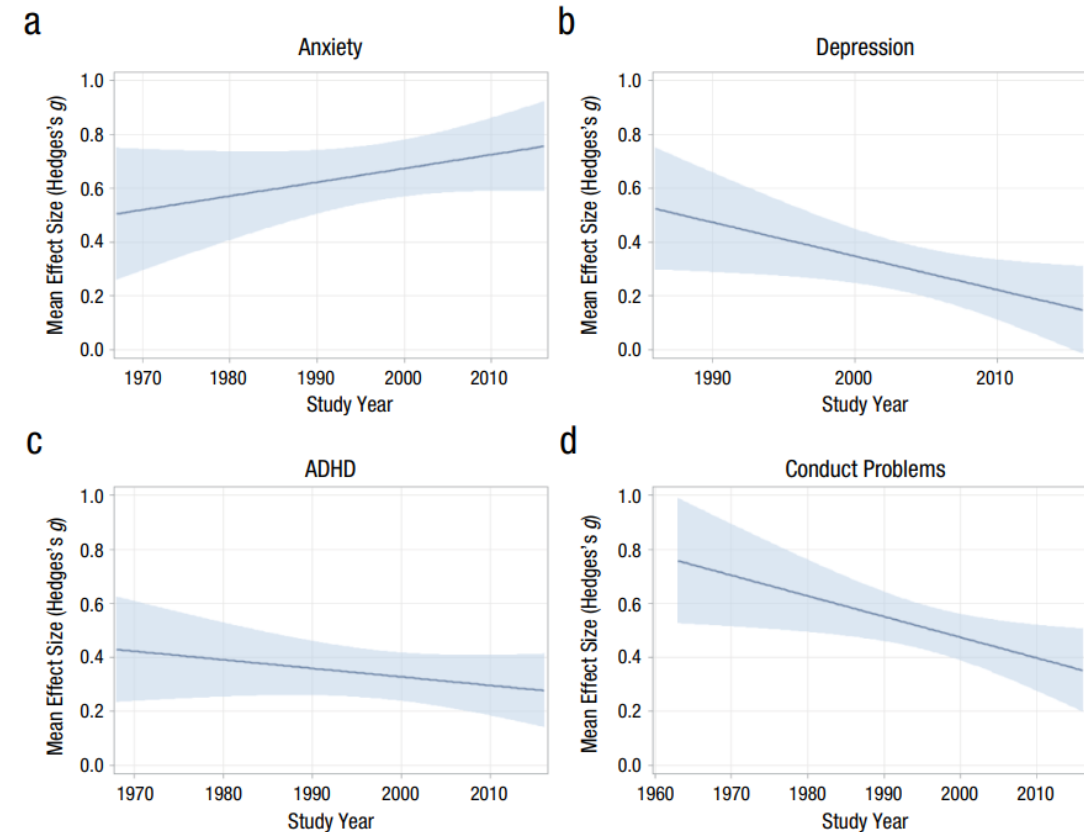 a
Anxiety
Mean Effect Size (Hedges's g)
1.0
0.8
0.6
0.4
0.2
0.0
1970 1980 1990 2000 2010
Study Year
b
Depression
Mean Effect Size (Hedges's g)
1.0
0.8
0.6
0.4
0.2
0.0
1990 2000 2010
Study Year
c
ADHD
Mean Effect Size (Hedges's g)
1.0
0.8
0.6
0.4
0.2
0.0
1970 1980 1990 2000 2010
Study Year
d
Conduct Problems
Mean Effect Size (Hedges's g)
1.0
0.8
0.6
0.4
0.2
0.0
1960 1970 1980 1990 2000 2010
Study Year